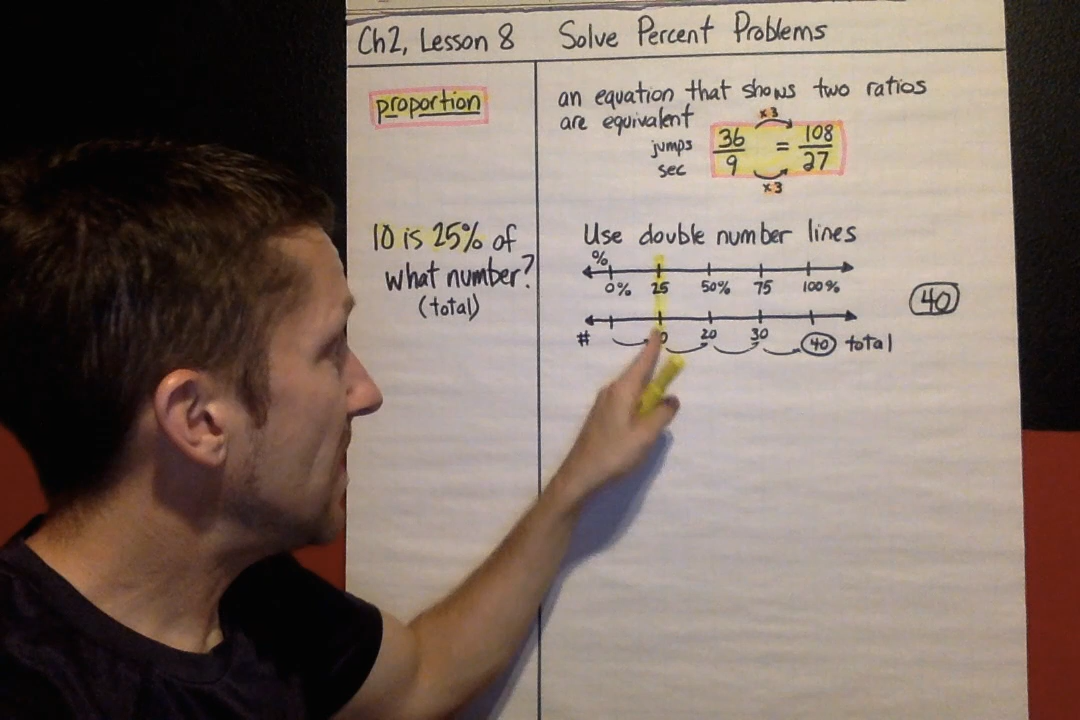 Ch2, Lesson 8 Solve Percent Problems
proportion
an equation that shows two ratios
are equivalent
x3
jumps 36 = 108
sec 9 27
x3
10 is 25% of
what number?
(total)
Use double number lines
%
0% 25 50% 75 100%
40
# 20 30 40 total